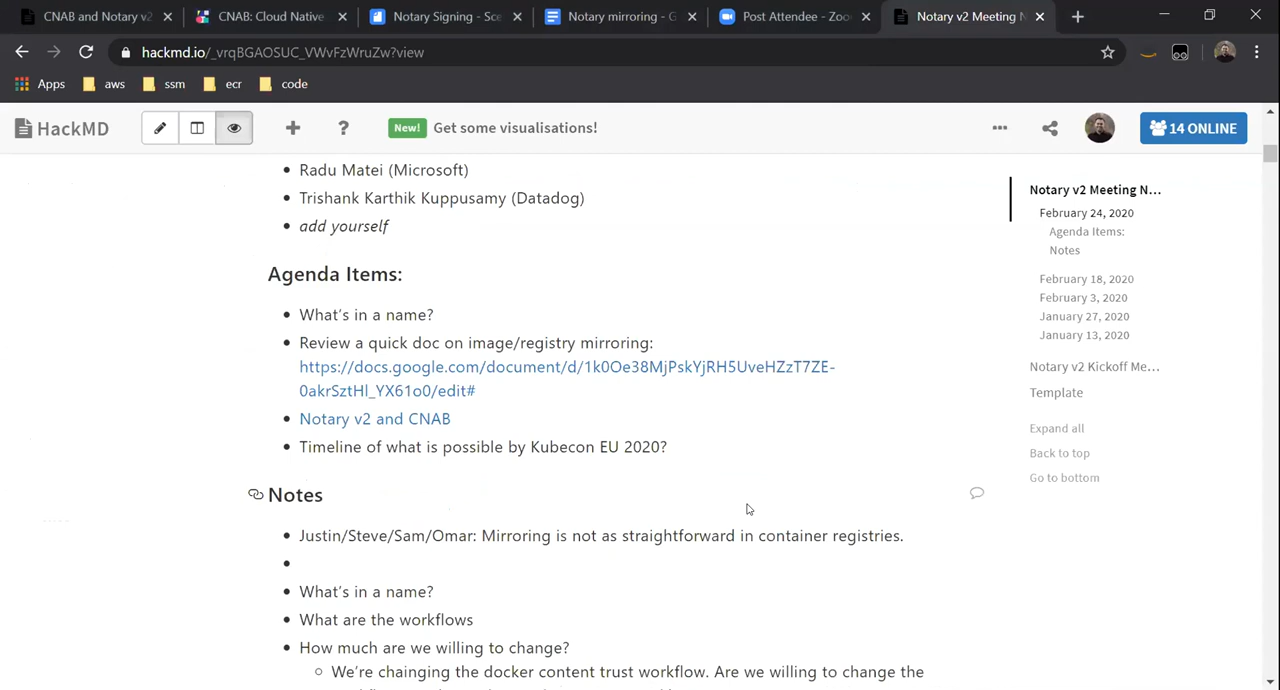 CNAB and Notary v2
CNAB: Cloud Native
Notary Signing - Sce
Notary mirroring - G
Post Attendee - Zoo
Notary v2 Meeting N
hackmd.io/_vrqBGAOSUC_VWvFzWruZw?view
Apps
aws
ssm
ecr
code
HackMD
New!
Get some visualisations!
14 ONLINE
Radu Matei (Microsoft)
Trishank Karthik Kuppusamy (Datadog)
add yourself
Agenda Items:
What's in a name?
Review a quick doc on image/registry mirroring:
https://docs.google.com/document/d/1k0Oe38MjPskYjRH5UveHZzT7ZE-
0akrSztHl_YX61o0/edit#
Notary v2 and CNAB
Timeline of what is possible by Kubecon EU 2020?
Notes
Justin/Steve/Sam/Omar: Mirroring is not as straightforward in container registries.
What's in a name?
What are the workflows
How much are we willing to change?
We're chainging the docker content trust workflow. Are we willing to change the
Notary v2 Meeting N...
February 24, 2020
Agenda Items:
Notes
February 18, 2020
February 3, 2020
January 27, 2020
January 13, 2020
Notary v2 Kickoff Me...
Template
Expand all
Back to top
Go to bottom